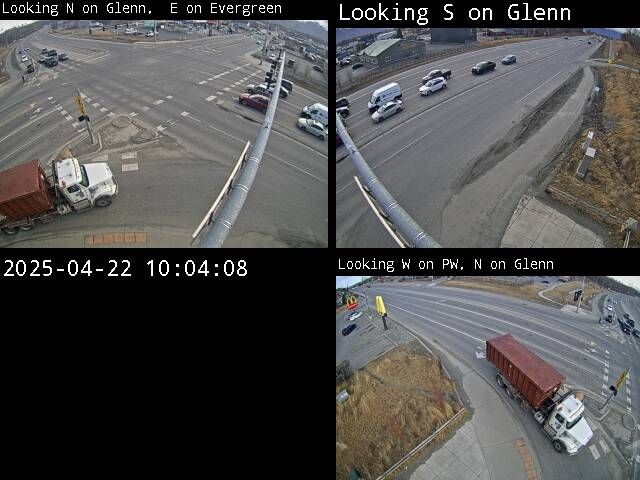 Looking N on Glenn,  E on Evergreen
Looking S on Glenn
2025-04-22 10:04:08
Looking W on PW, N on Glenn